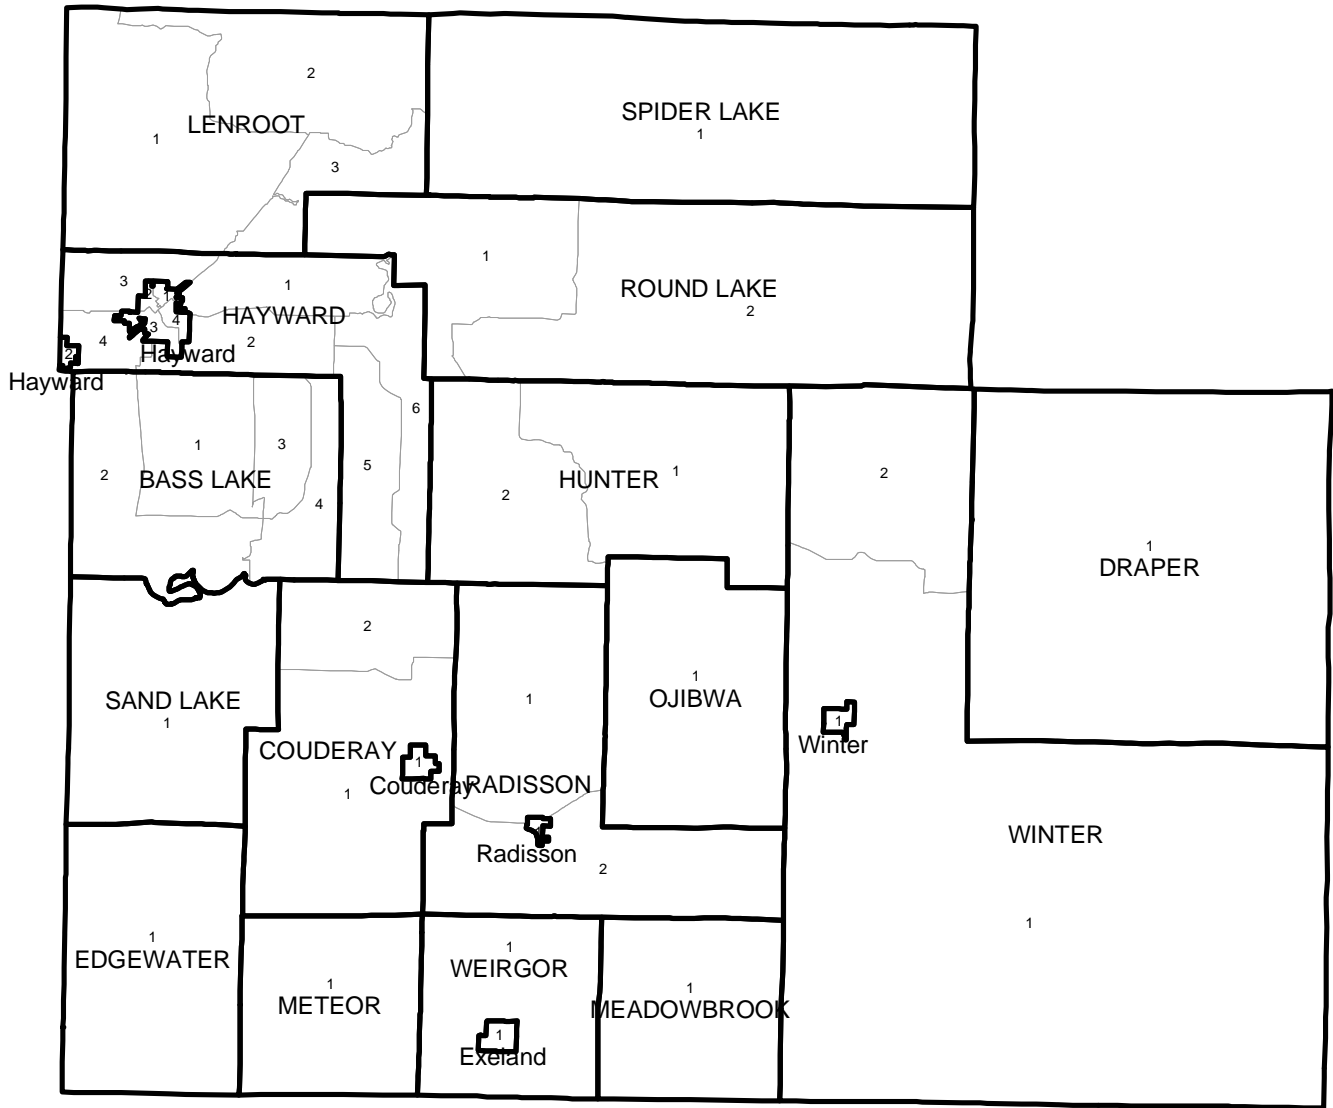 2
SPIDER LAKE
LENROOT
1
1
3
1
3
1
ROUND LAKE
2
2
1
HAYWARD
4
3
4
2
2
Hayward
Hayward
6
1
3
5
1
2
BASS LAKE
HUNTER
2
2
4
1
DRAPER
2
1
SAND LAKE
1
1
OJIBWA
1
Winter
COUDERAY
1
Couderay
RADISSON
1
WINTER
Radisson
2
1
1
EDGEWATER
1
WEIRGOR
1
METEOR
1
MEADOWBROOK
1
Exeland